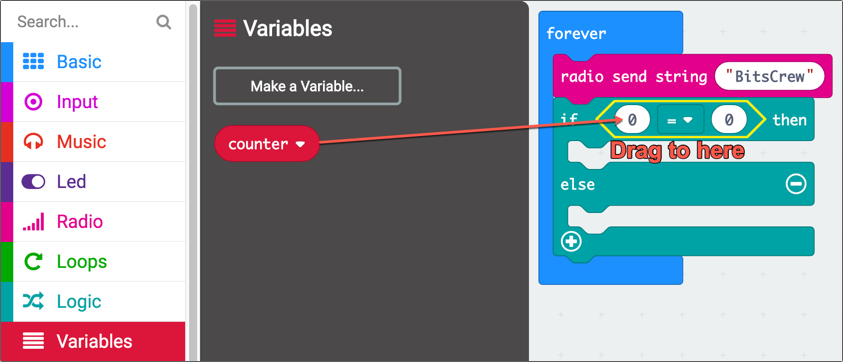 Search...
Basic
Input
Music
Led
Radio
Loops
Logic
Variables
Variables
Make a Variable...
counter
forever
radio send string "BitsCrew"
if 0 = 0 then
Drag to here
else